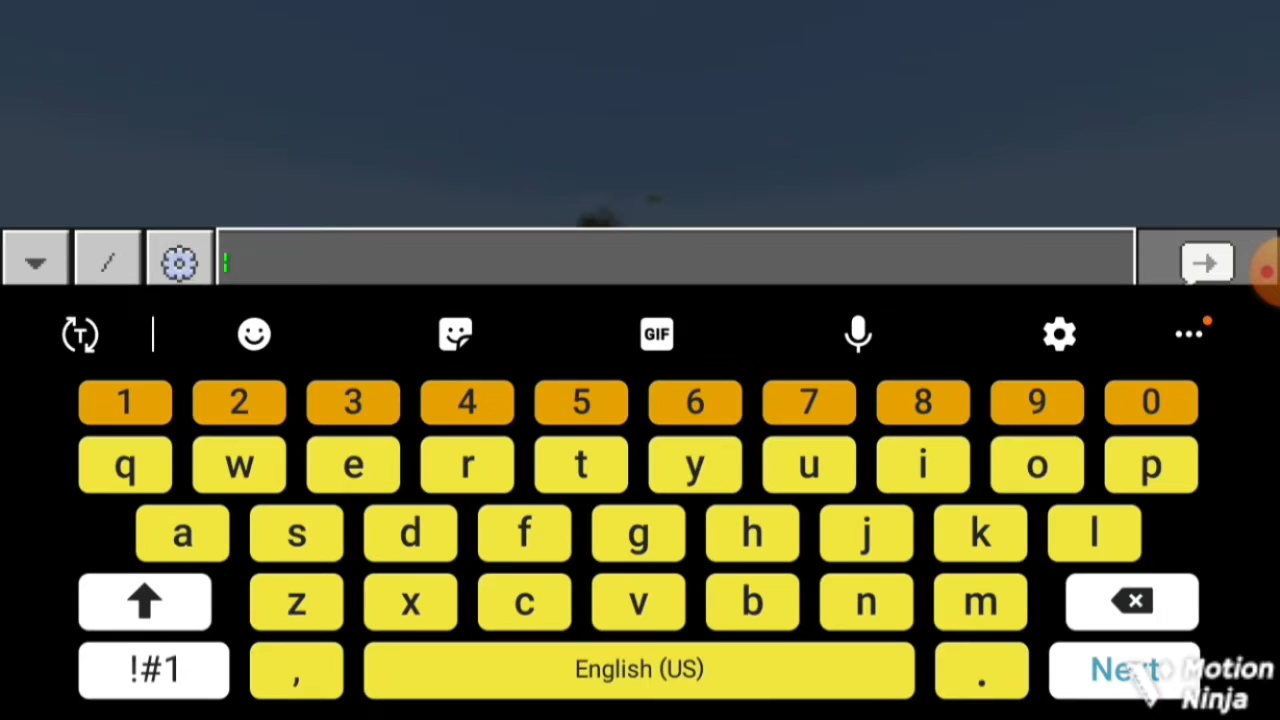 /
T GIF
1 2 3 4 5 6 7 8 9 0
q w e r t y u i o p
a s d f g h j k l
z x c v b n m
!#1 , English (US) . Next
Motion
Ninja